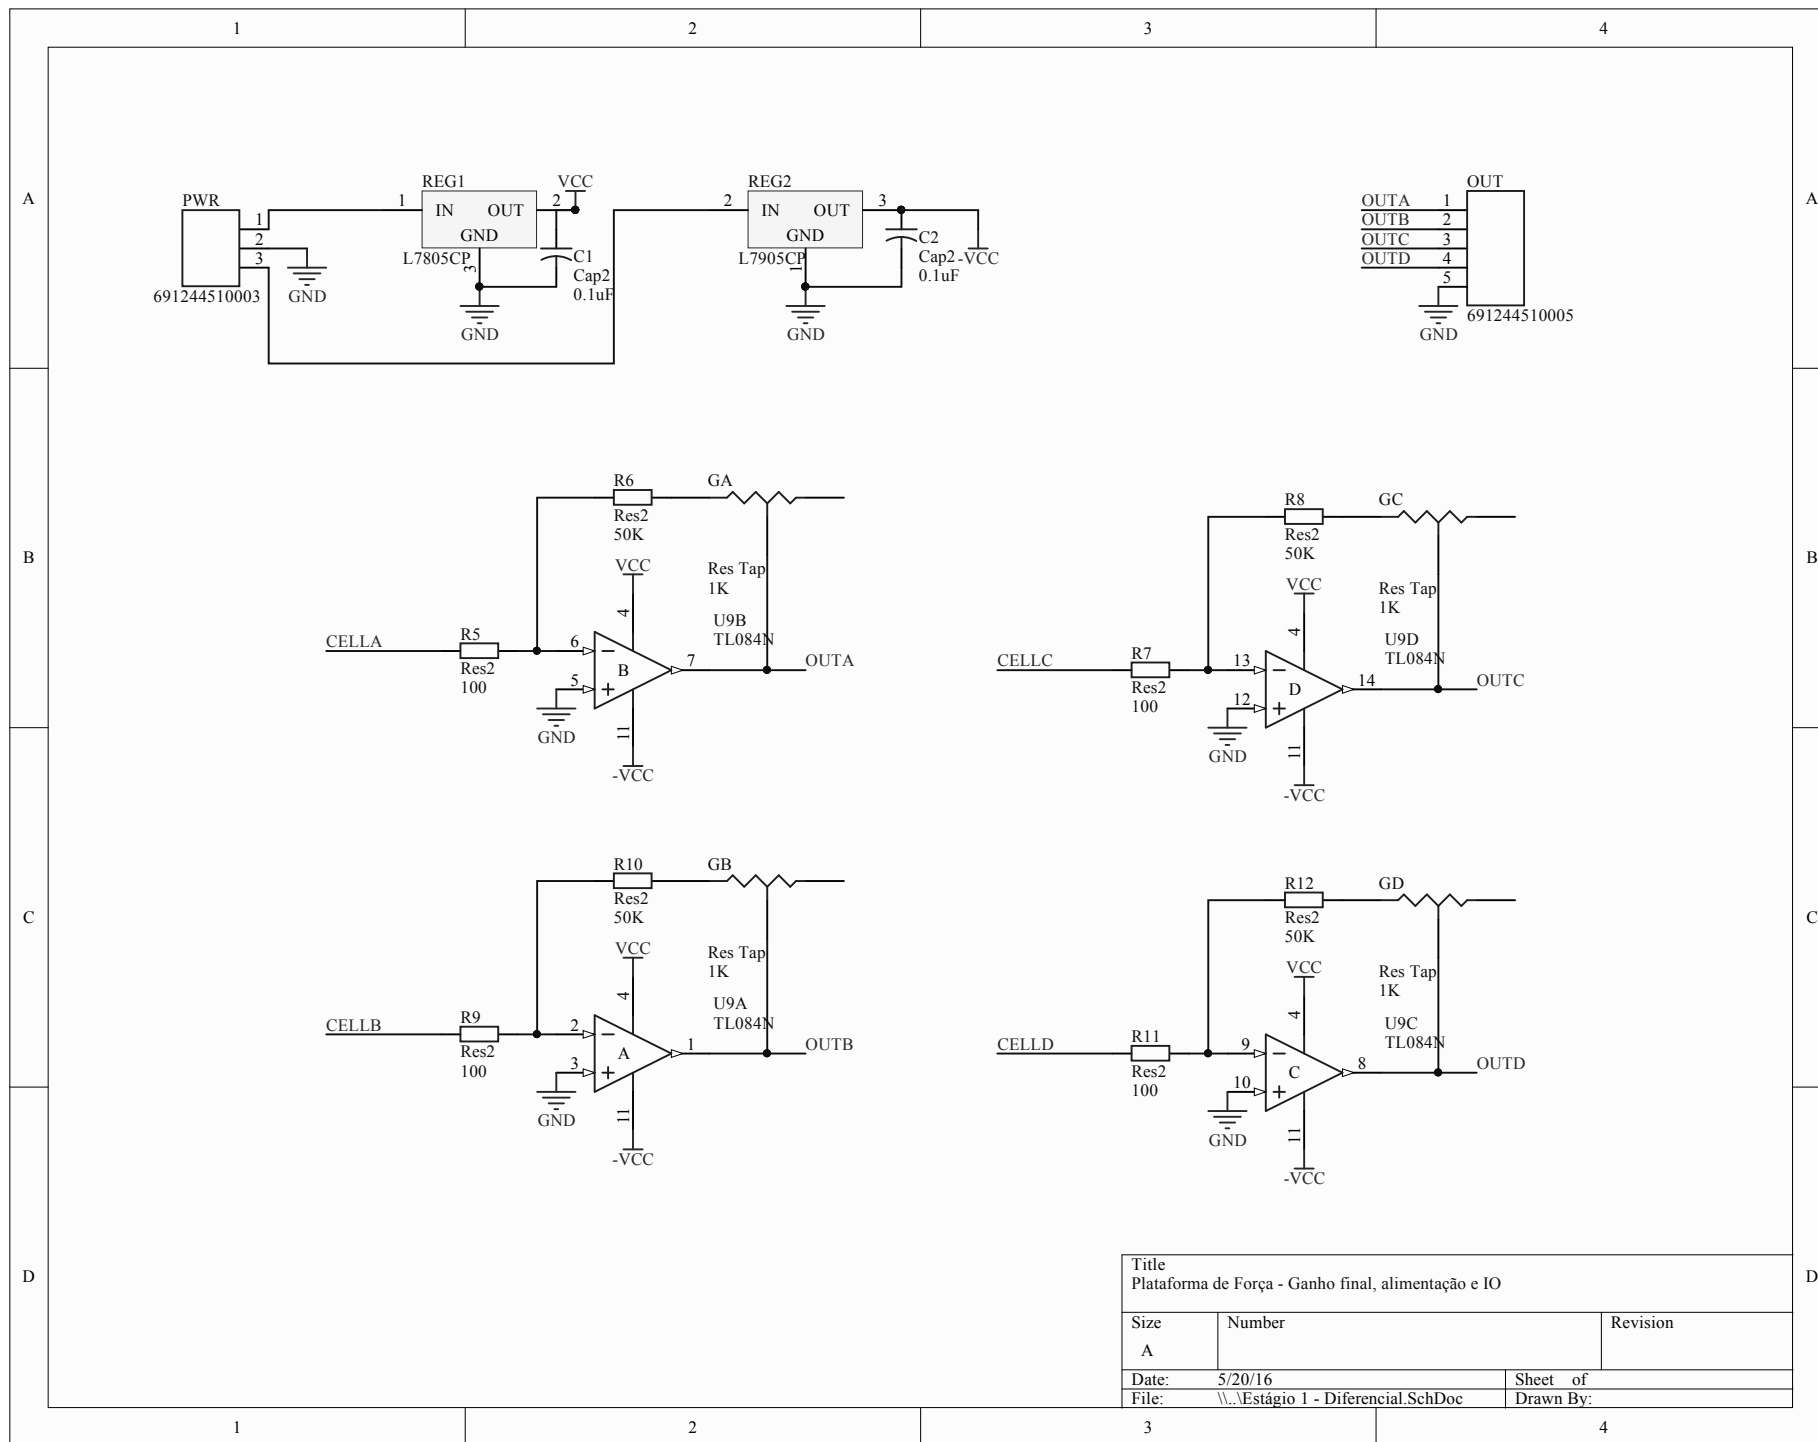 1 2 3 4
A A
B B
C C
D D
PWR
1
2
3
691244510003
GND
REG1
1
IN OUT
2
GND
L7805CP
3
GND
VCC
C1
Cap2
0.1uF
REG2
2
IN OUT
3
GND
L7905CP
1
GND
C2
Cap2
0.1uF
-VCC
OUT
OUTA 1
OUTB 2
OUTC 3
OUTD 4
5
GND
691244510005
R6
Res2
50K
GA
Res Tap
1K
VCC
4
U9B
TL084N
CELLA
R5
Res2
100
6
5
B
7
OUTA
GND
11
-VCC
R8
Res2
50K
GC
Res Tap
1K
VCC
4
U9D
TL084N
CELLC
R7
Res2
100
13
12
D
14
OUTC
GND
11
-VCC
R10
Res2
50K
GB
Res Tap
1K
VCC
4
U9A
TL084N
CELLB
R9
Res2
100
2
3
A
1
OUTB
GND
11
-VCC
R12
Res2
50K
GD
Res Tap
1K
VCC
4
U9C
TL084N
CELLD
R11
Res2
100
9
10
C
8
OUTD
GND
11
-VCC
Title
Plataforma de Força - Ganho final, alimentação e IO
Size Number Revision
A
Date: 5/20/16 Sheet of
File: \\..\Estágio 1 - Diferencial.SchDoc Drawn By:
1 2 3 4